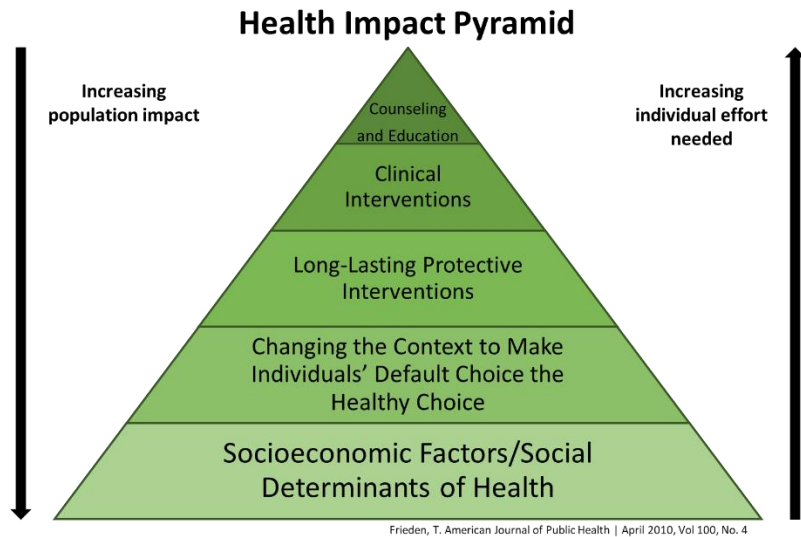 Health Impact Pyramid
Increasing
population impact
Increasing
individual effort
needed
Counseling
and Education
Clinical
Interventions
Long-Lasting Protective
Interventions
Changing the Context to Make
Individuals’ Default Choice the
Healthy Choice
Socioeconomic Factors/Social
Determinants of Health
Frieden, T. American Journal of Public Health | April 2010, Vol 100, No. 4